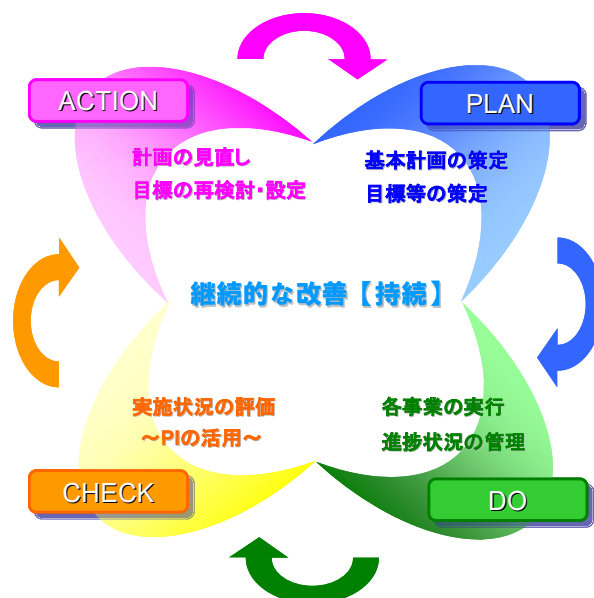 ACTION
PLAN
計画の見直し
目標の再検討・設定
基本計画の策定
目標等の策定
継続的な改善【持続】
実施状況の評価
～PIの活用～
各事業の実行
進捗状況の管理
CHECK
DO